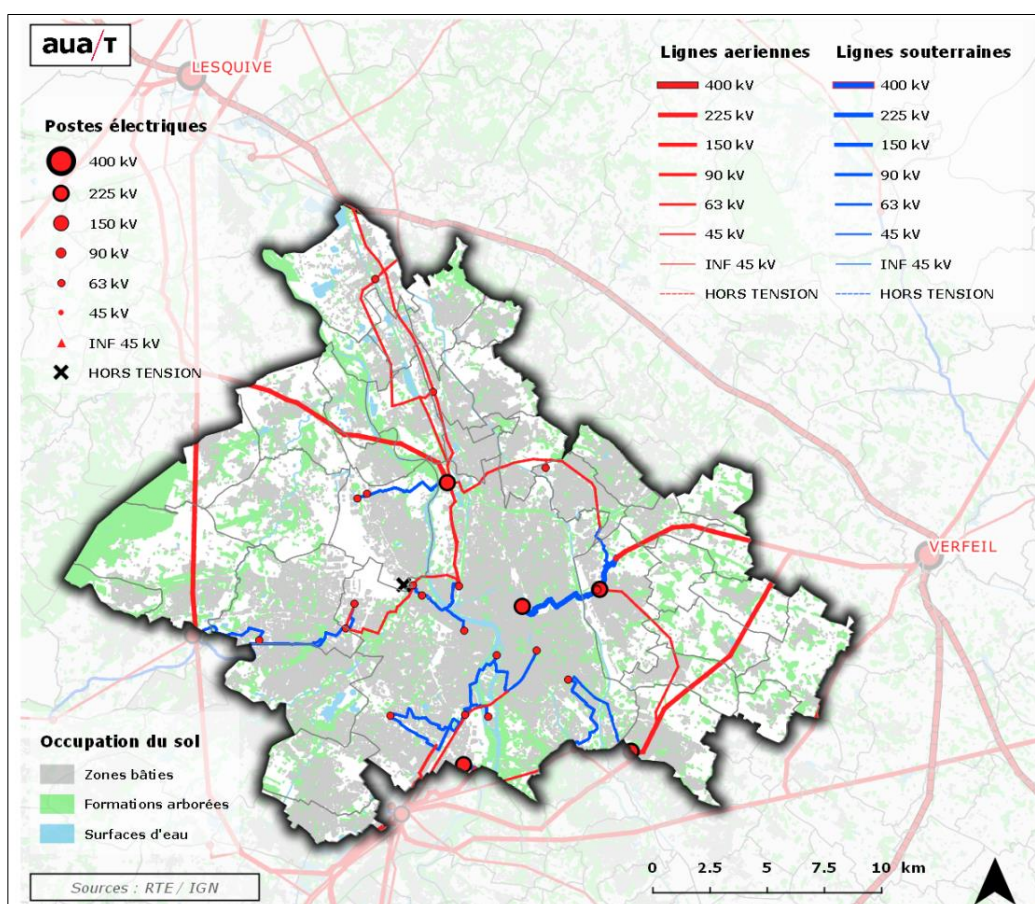 aua/T
LESQUIVE
Postes électriques
400 kV
225 kV
150 kV
90 kV
63 kV
45 kV
INF 45 kV
HORS TENSION
Lignes aeriennes
400 kV
225 kV
150 kV
90 kV
63 kV
45 kV
INF 45 kV
HORS TENSION
Lignes souterraines
400 kV
225 kV
150 kV
90 kV
63 kV
45 kV
INF 45 kV
HORS TENSION
VERFEIL
Occupation du sol
Zones bâties
Formations arborées
Surfaces d'eau
Sources : RTE / IGN
0 2.5 7.5 10 km